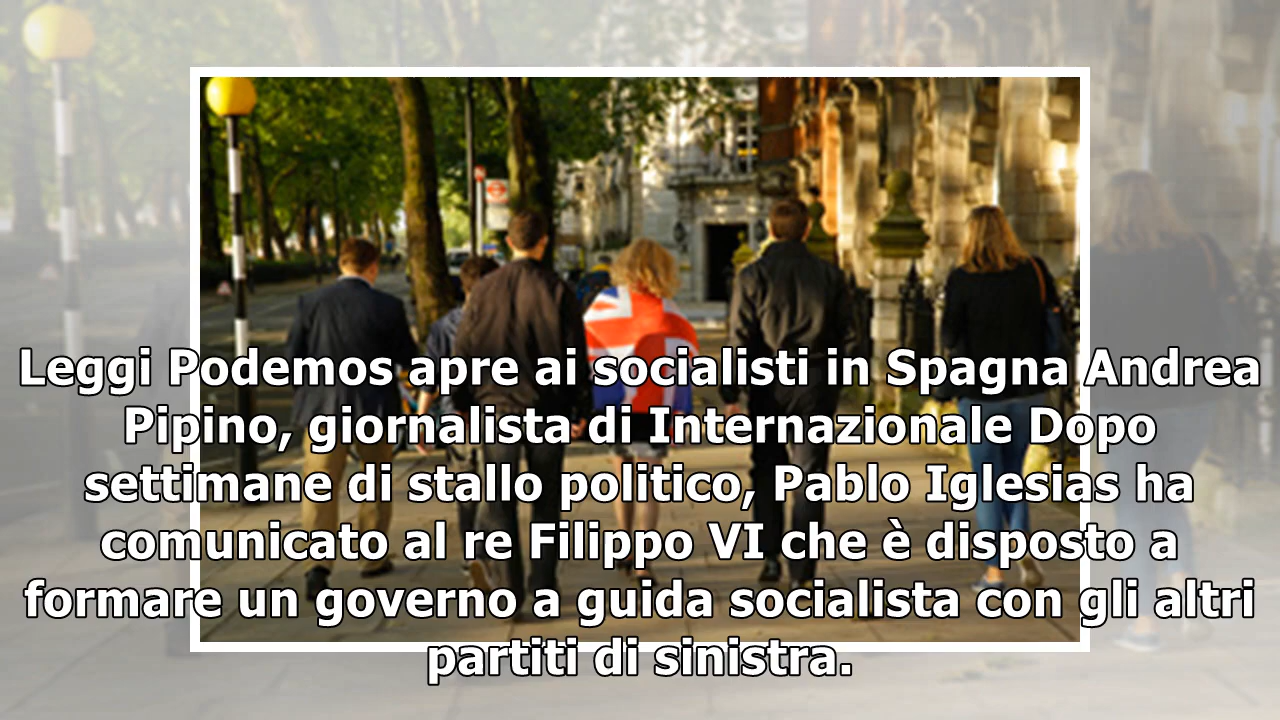 Leggi Podemos apre ai socialisti in Spagna Andrea
Pipino, giornalista di Internazionale Dopo
settimane di stallo politico, Pablo Iglesias ha
comunicato al re Filippo VI che è disposto a
formare un governo a guida socialista con gli altri
partiti di sinistra.